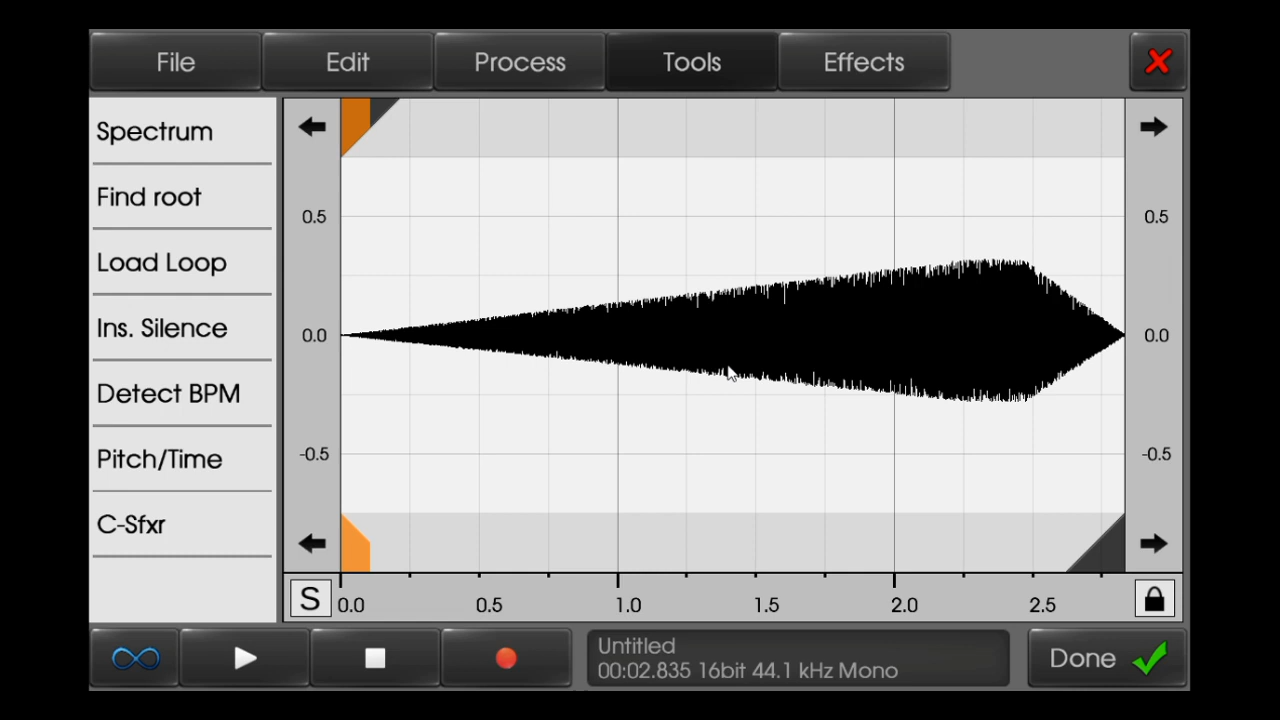 File
Edit
Process
Tools
Effects
Spectrum
Find root
Load Loop
Ins. Silence
Detect BPM
Pitch/Time
C-Sfxr
0.5
0.0
-0.5
0.5
0.0
-0.5
S
0.0
0.5
1.0
1.5
2.0
2.5
Untitled
00:02.835 16bit 44.1 kHz Mono
Done